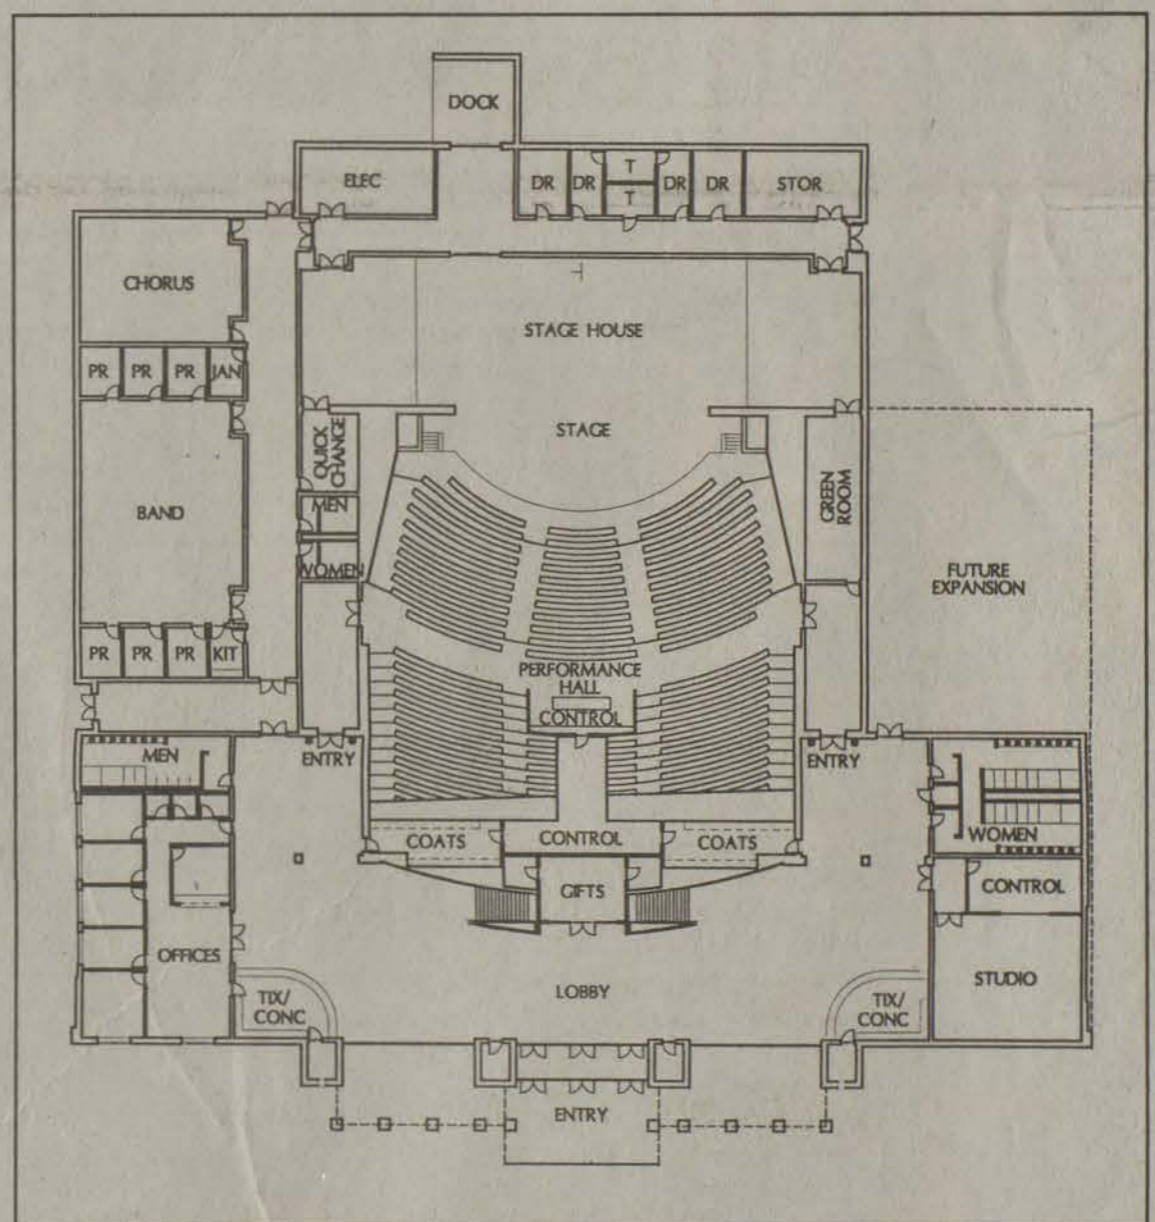 DOCK
ELEC
DR
DR
T
T
DR
DR
STOR
CHORUS
STAGE HOUSE
PR
PR
PR
JAN
STAGE
QUICK
CHANGE
GREEN
ROOM
BAND
MEN
WOMEN
FUTURE
EXPANSION
PR
PR
PR
KIT
PERFORMANCE
HALL
CONTROL
MEN
ENTRY
ENTRY
WOMEN
COATS
CONTROL
COATS
GIFTS
CONTROL
OFFICES
STUDIO
TIX/
CONC
LOBBY
TIX/
CONC
ENTRY